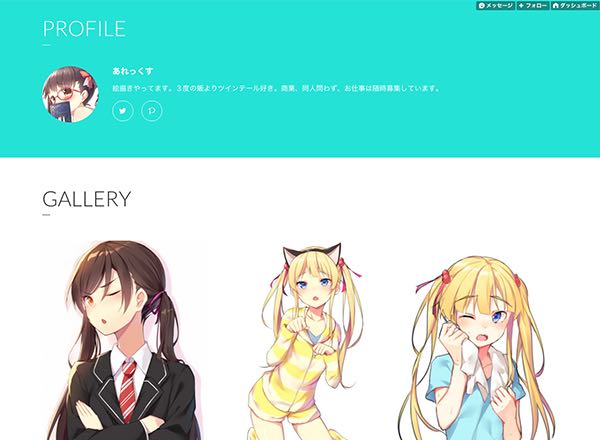 メッセージ フォロー ダッシュボード
PROFILE
あれっくす
絵描きやってます。3度の飯よりツインテール好き。商業、同人問わず、お仕事は随時募集しています。
GALLERY